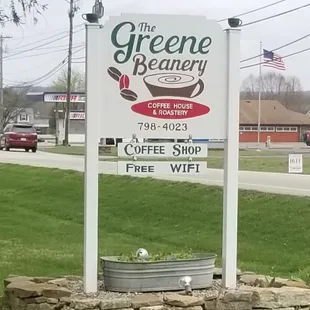 The
Greene
Beanery
COFFEE HOUSE
& ROASTERY
798-4023
COFFEE SHOP
FREE WIFI